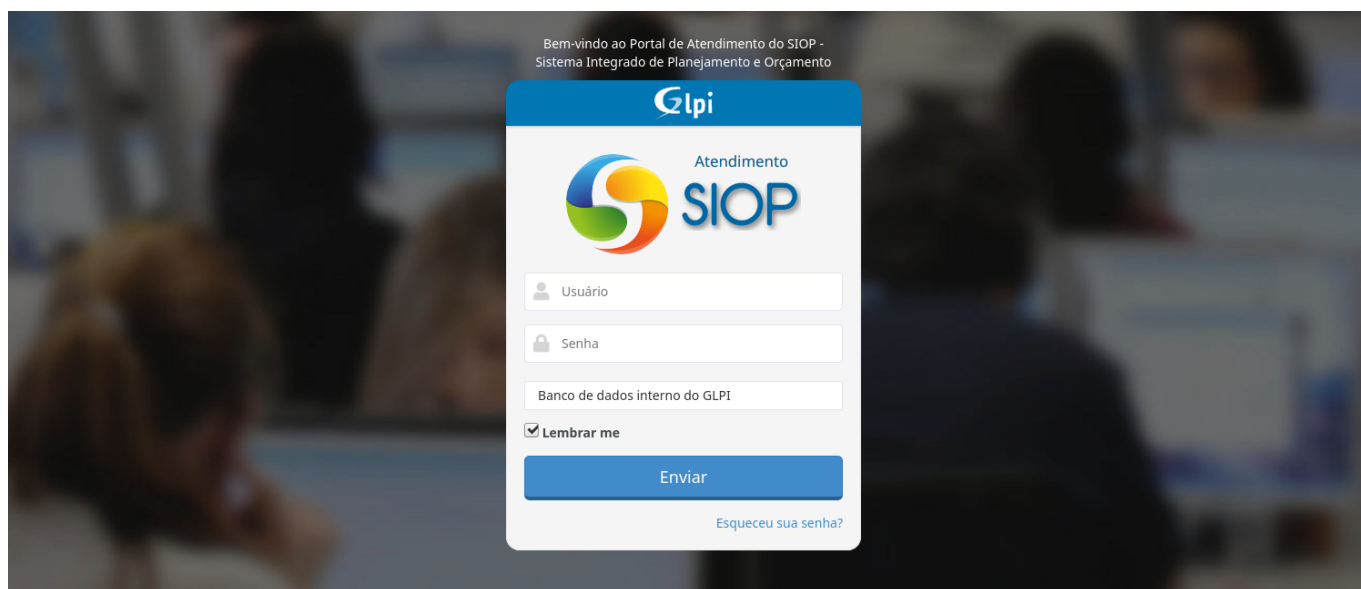 Bem-vindo ao Portal de Atendimento do SIOP -
Sistema Integrado de Planejamento e Orçamento
Glpi
Atendimento
SIOP
Usuário
Senha
Banco de dados interno do GLPI
Lembrar me
Enviar
Esqueceu sua senha?